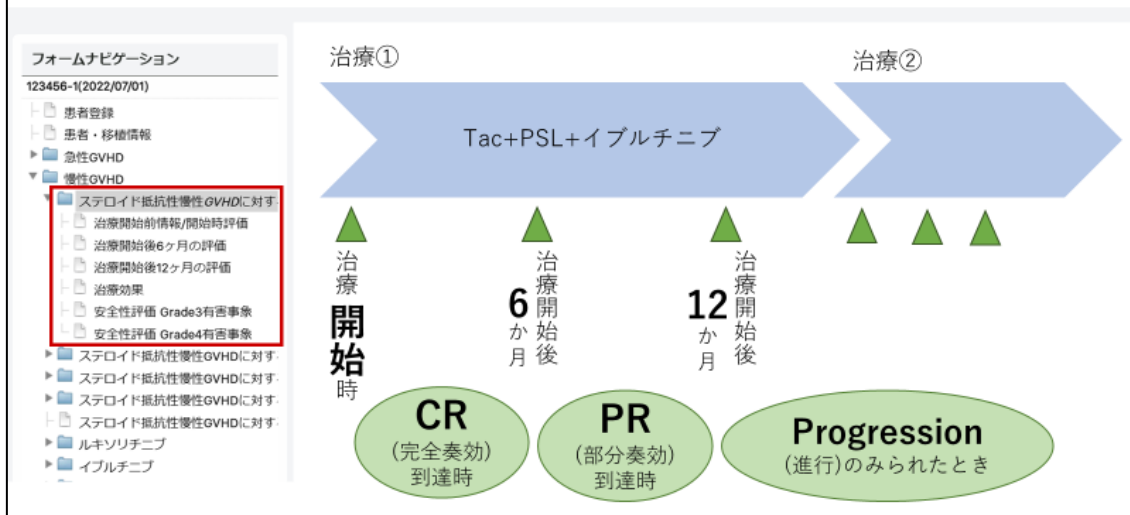 フォームナビゲーション
123456-1(2022/07/01)
患者登録
患者・移植情報
急性GVHD
慢性GVHD
ステロイド抵抗性慢性GVHDに対す
治療開始前情報/開始時評価
治療開始後6ヶ月の評価
治療開始後12ヶ月の評価
治療効果
安全性評価 Grade3有害事象
安全性評価 Grade4有害事象
ステロイド抵抗性慢性GVHDに対す
ステロイド抵抗性慢性GVHDに対す
ステロイド抵抗性慢性GVHDに対す
ステロイド抵抗性慢性GVHDに対す
ルキソリチニブ
イブルチニブ
治療①
治療②
Tac+PSL+イブルチニブ
治療開始時
治療開始後
6か月
治療開始後
12か月
CR
(完全奏効)
到達時
PR
(部分奏効)
到達時
Progression
(進行)のみられたとき